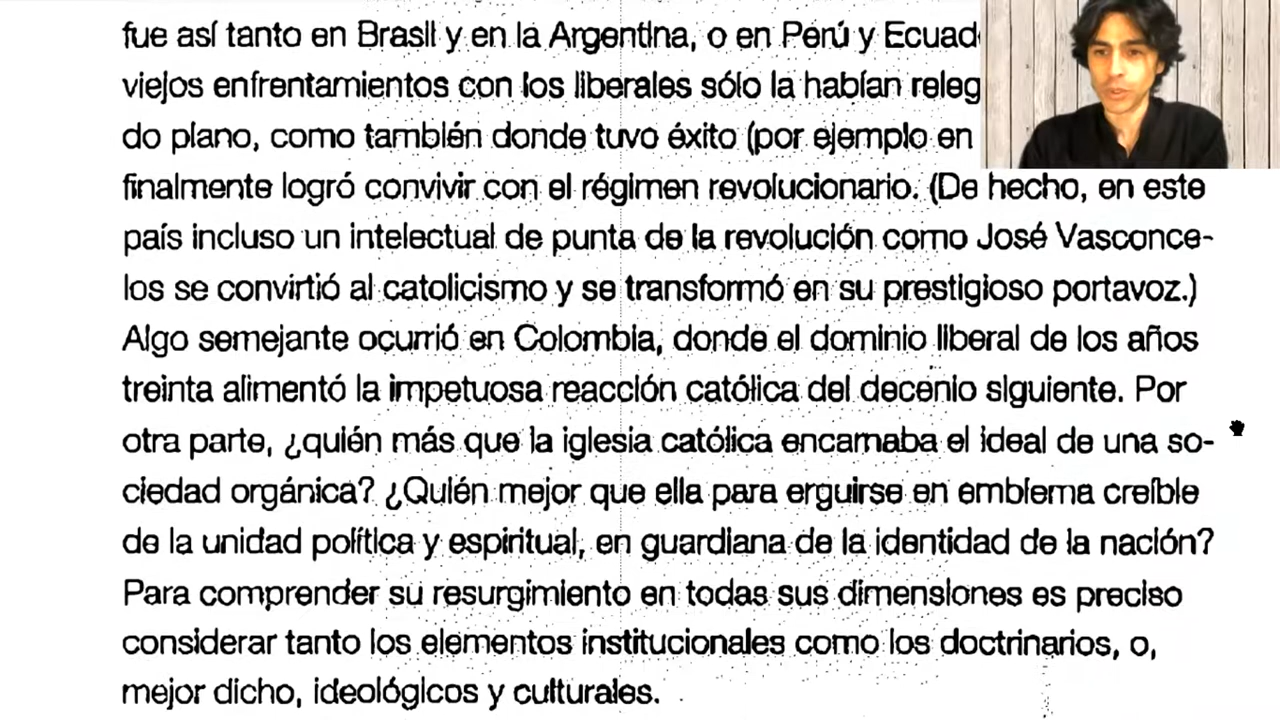 fue así tanto en Brasil y en la Argentina, o en Perú y
viejos enfrentamientos con los liberales sólo la habían
do plano, como también donde tuvo éxito (por ejemplo en
finalmente logró convivir con el régimen revolucionario. (De hecho, en este
país incluso un intelectual de punta de la revolución como José Vasconce-
los se convirtió al catolicismo y se transformó en su prestigioso portavoz.)
Algo semejante ocurrió en Colombia, donde el dominio liberal de los años
treinta alimentó la impetuosa reacción católica del decenio siguiente. Por
otra parte, ¿quién más que la iglesia católica encarnaba el ideal de una so-
ciedad orgánica? ¿Quién mejor que ella para erguirse en emblema creíble
de la unidad política y espiritual, en guardiana de la identidad de la nación?
Para comprender su resurgimiento en todas sus dimensiones es preciso
considerar tanto los elementos institucionales como los doctrinarios, o,
mejor dicho, ideológicos y culturales.